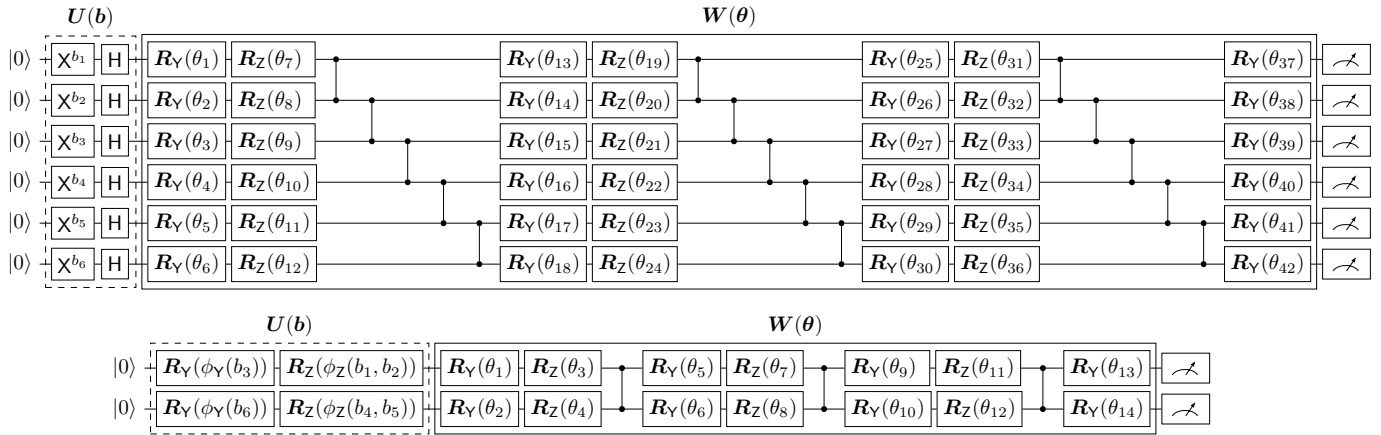 U(b) W(θ)
|0⟩ X^{b₁} H R_Y(θ₁) R_Z(θ₇) R_Y(θ₁₃) R_Z(θ₁₉) R_Y(θ₂₅) R_Z(θ₃₁) R_Y(θ₃₇)
|0⟩ X^{b₂} H R_Y(θ₂) R_Z(θ₈) R_Y(θ₁₄) R_Z(θ₂₀) R_Y(θ₂₆) R_Z(θ₃₂) R_Y(θ₃₈)
|0⟩ X^{b₃} H R_Y(θ₃) R_Z(θ₉) R_Y(θ₁₅) R_Z(θ₂₁) R_Y(θ₂₇) R_Z(θ₃₃) R_Y(θ₃₉)
|0⟩ X^{b₄} H R_Y(θ₄) R_Z(θ₁₀) R_Y(θ₁₆) R_Z(θ₂₂) R_Y(θ₂₈) R_Z(θ₃₄) R_Y(θ₄₀)
|0⟩ X^{b₅} H R_Y(θ₅) R_Z(θ₁₁) R_Y(θ₁₇) R_Z(θ₂₃) R_Y(θ₂₉) R_Z(θ₃₅) R_Y(θ₄₁)
|0⟩ X^{b₆} H R_Y(θ₆) R_Z(θ₁₂) R_Y(θ₁₈) R_Z(θ₂₄) R_Y(θ₃₀) R_Z(θ₃₆) R_Y(θ₄₂)
U(b) W(θ)
|0⟩ R_Y(ϕ_Y(b₃)) R_Z(ϕ_Z(b₁, b₂)) R_Y(θ₁) R_Z(θ₃) R_Y(θ₅) R_Z(θ₇) R_Y(θ₉) R_Z(θ₁₁) R_Y(θ₁₃)
|0⟩ R_Y(ϕ_Y(b₆)) R_Z(ϕ_Z(b₄, b₅)) R_Y(θ₂) R_Z(θ₄) R_Y(θ₆) R_Z(θ₈) R_Y(θ₁₀) R_Z(θ₁₂) R_Y(θ₁₄)